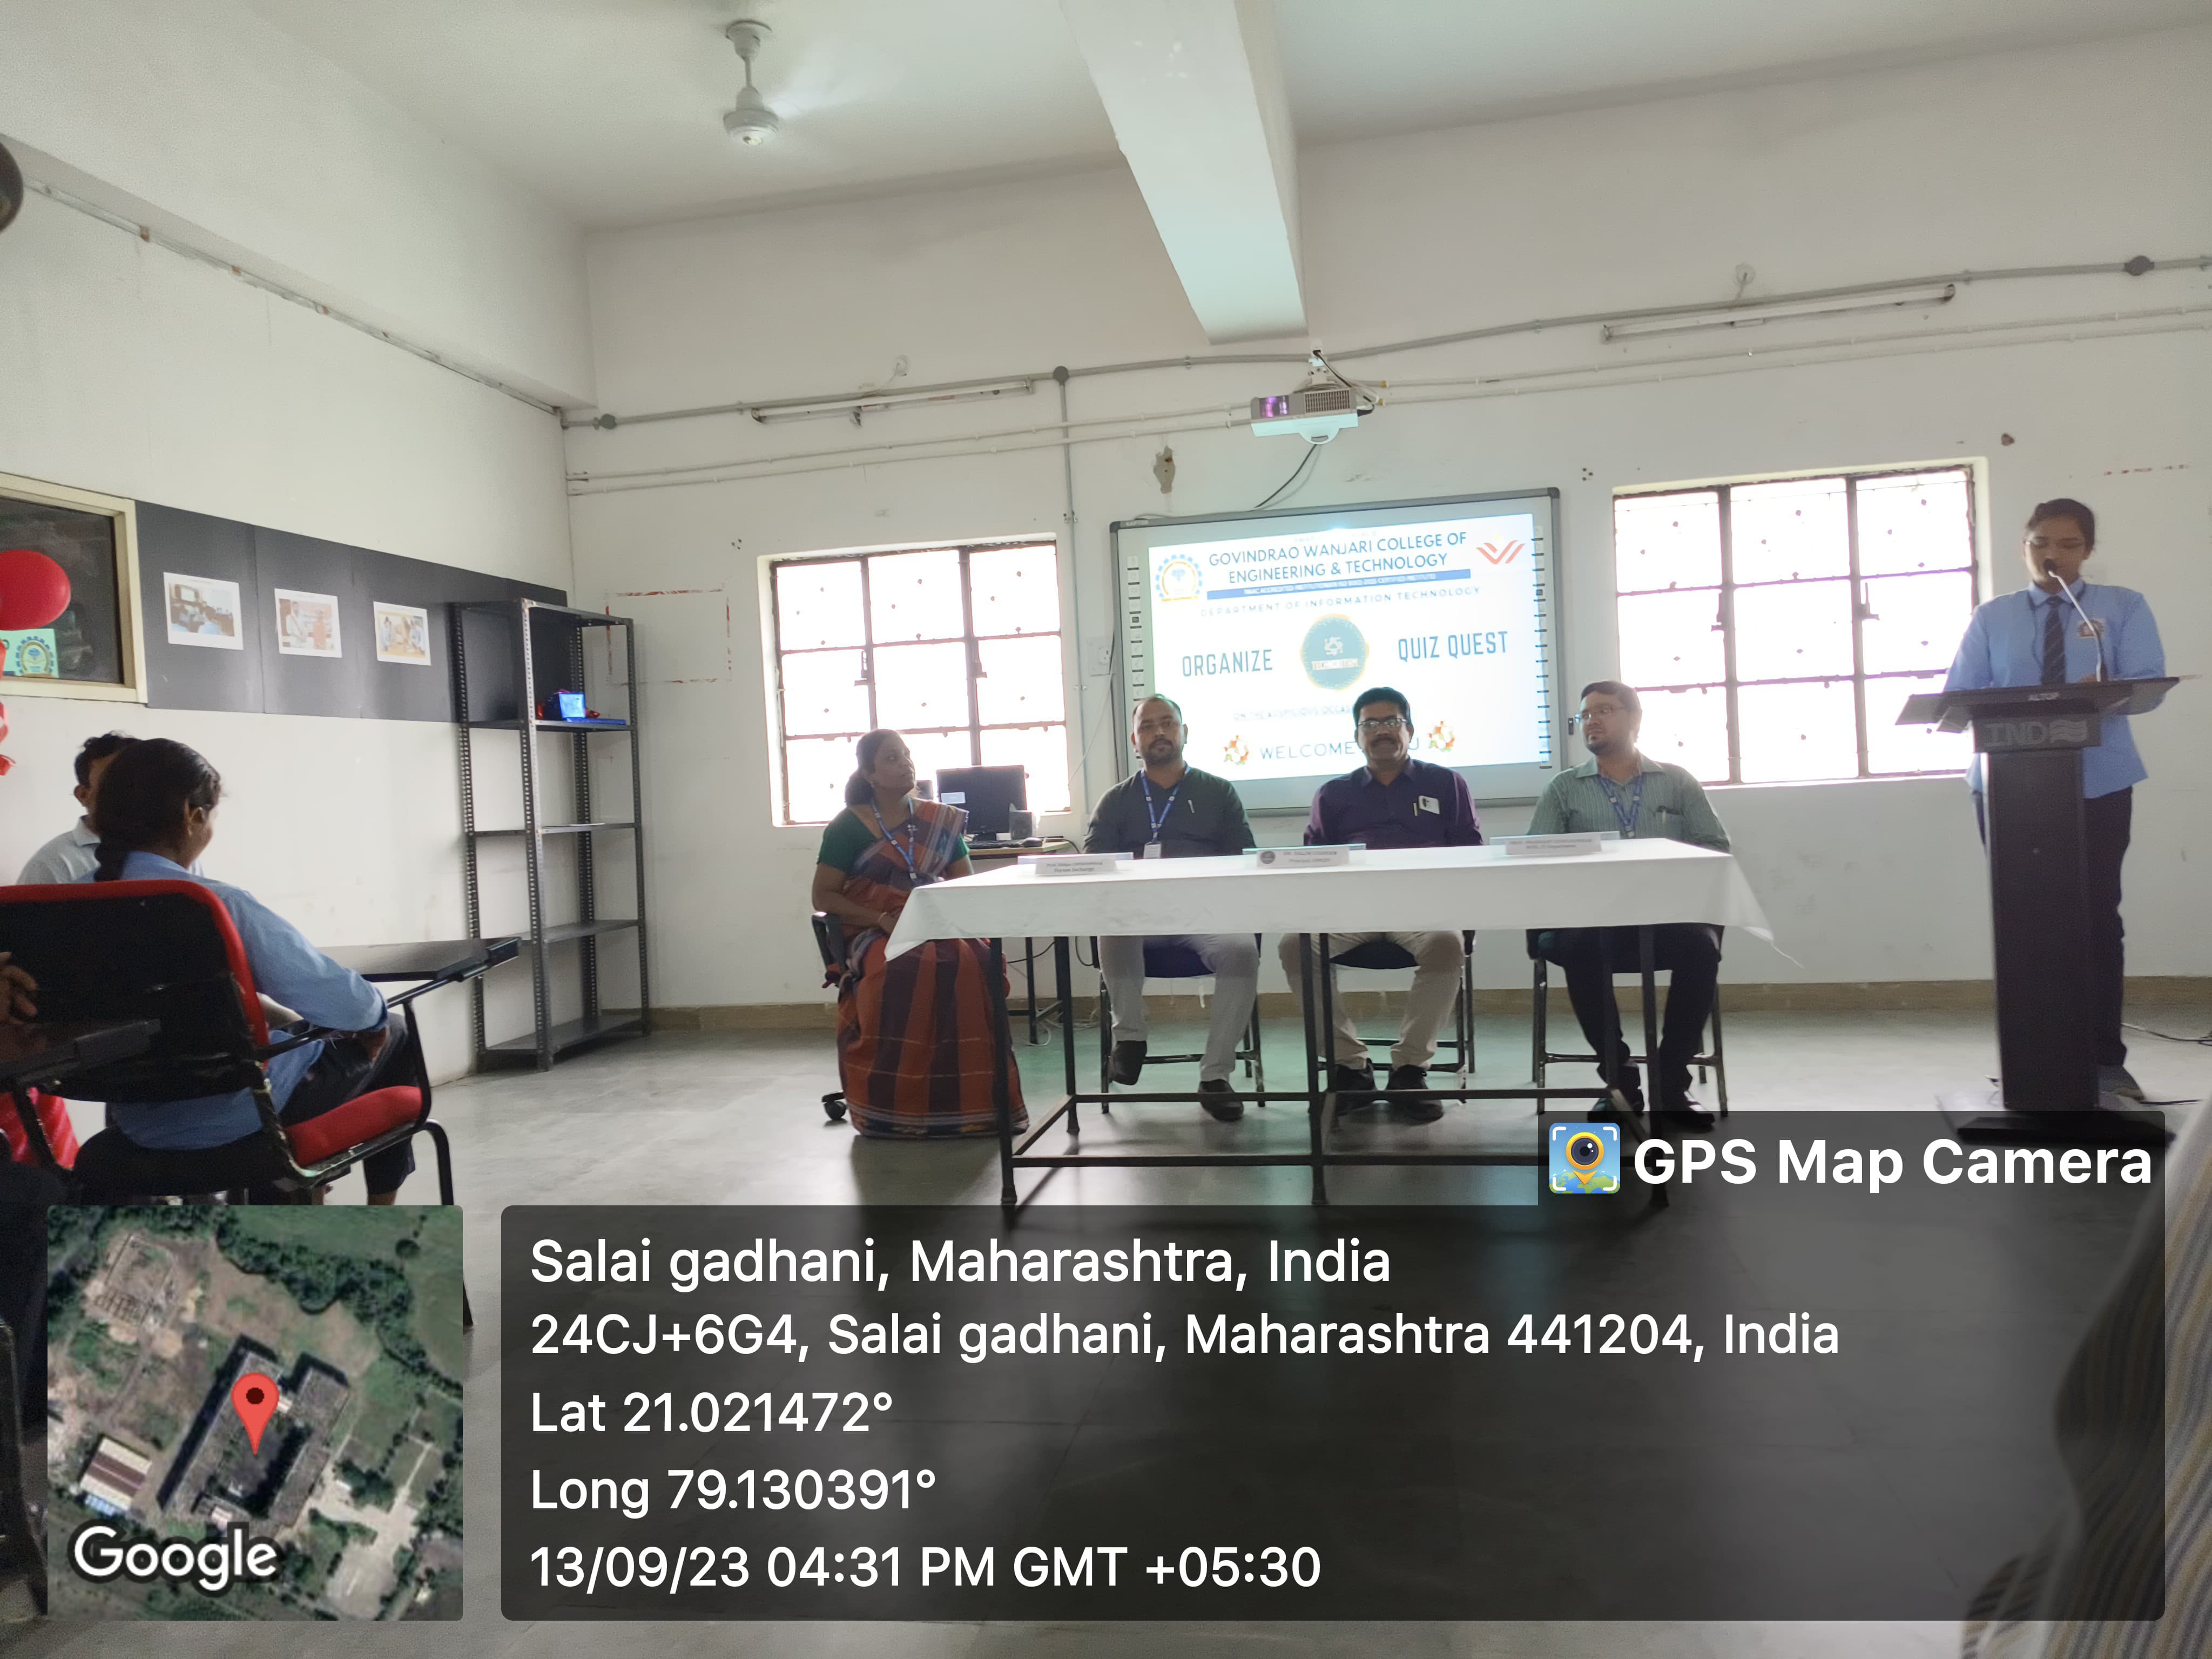 GOVINDRAO WANJARI COLLEGE OF
ENGINEERING & TECHNOLOGY
DEPARTMENT OF INFORMATION TECHNOLOGY
ORGANIZE
QUIZ QUEST
WELCOME
ALTOP
IND
GPS Map Camera
Salai gadhani, Maharashtra, India
24CJ+6G4, Salai gadhani, Maharashtra 441204, India
Lat 21.021472°
Long 79.130391°
13/09/23 04:31 PM GMT +05:30
Google